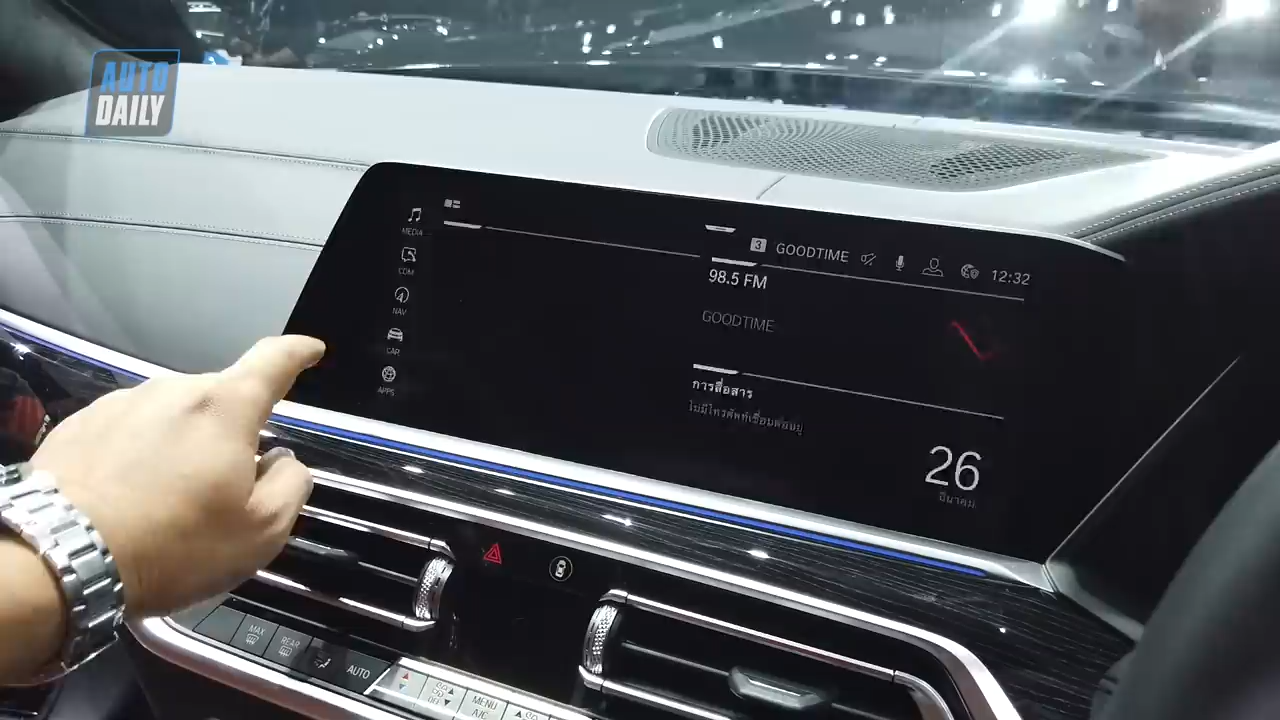 AUTO
DAILY
MEDIA
COM
NAV
CAR
APPS
3 GOODTIME 12:32
98.5 FM
GOODTIME
การสื่อสาร
ไม่มีโทรศัพท์เชื่อมต่ออยู่
26
มีนาคม
MAX
REAR
AUTO
MENU
A/C
OFF